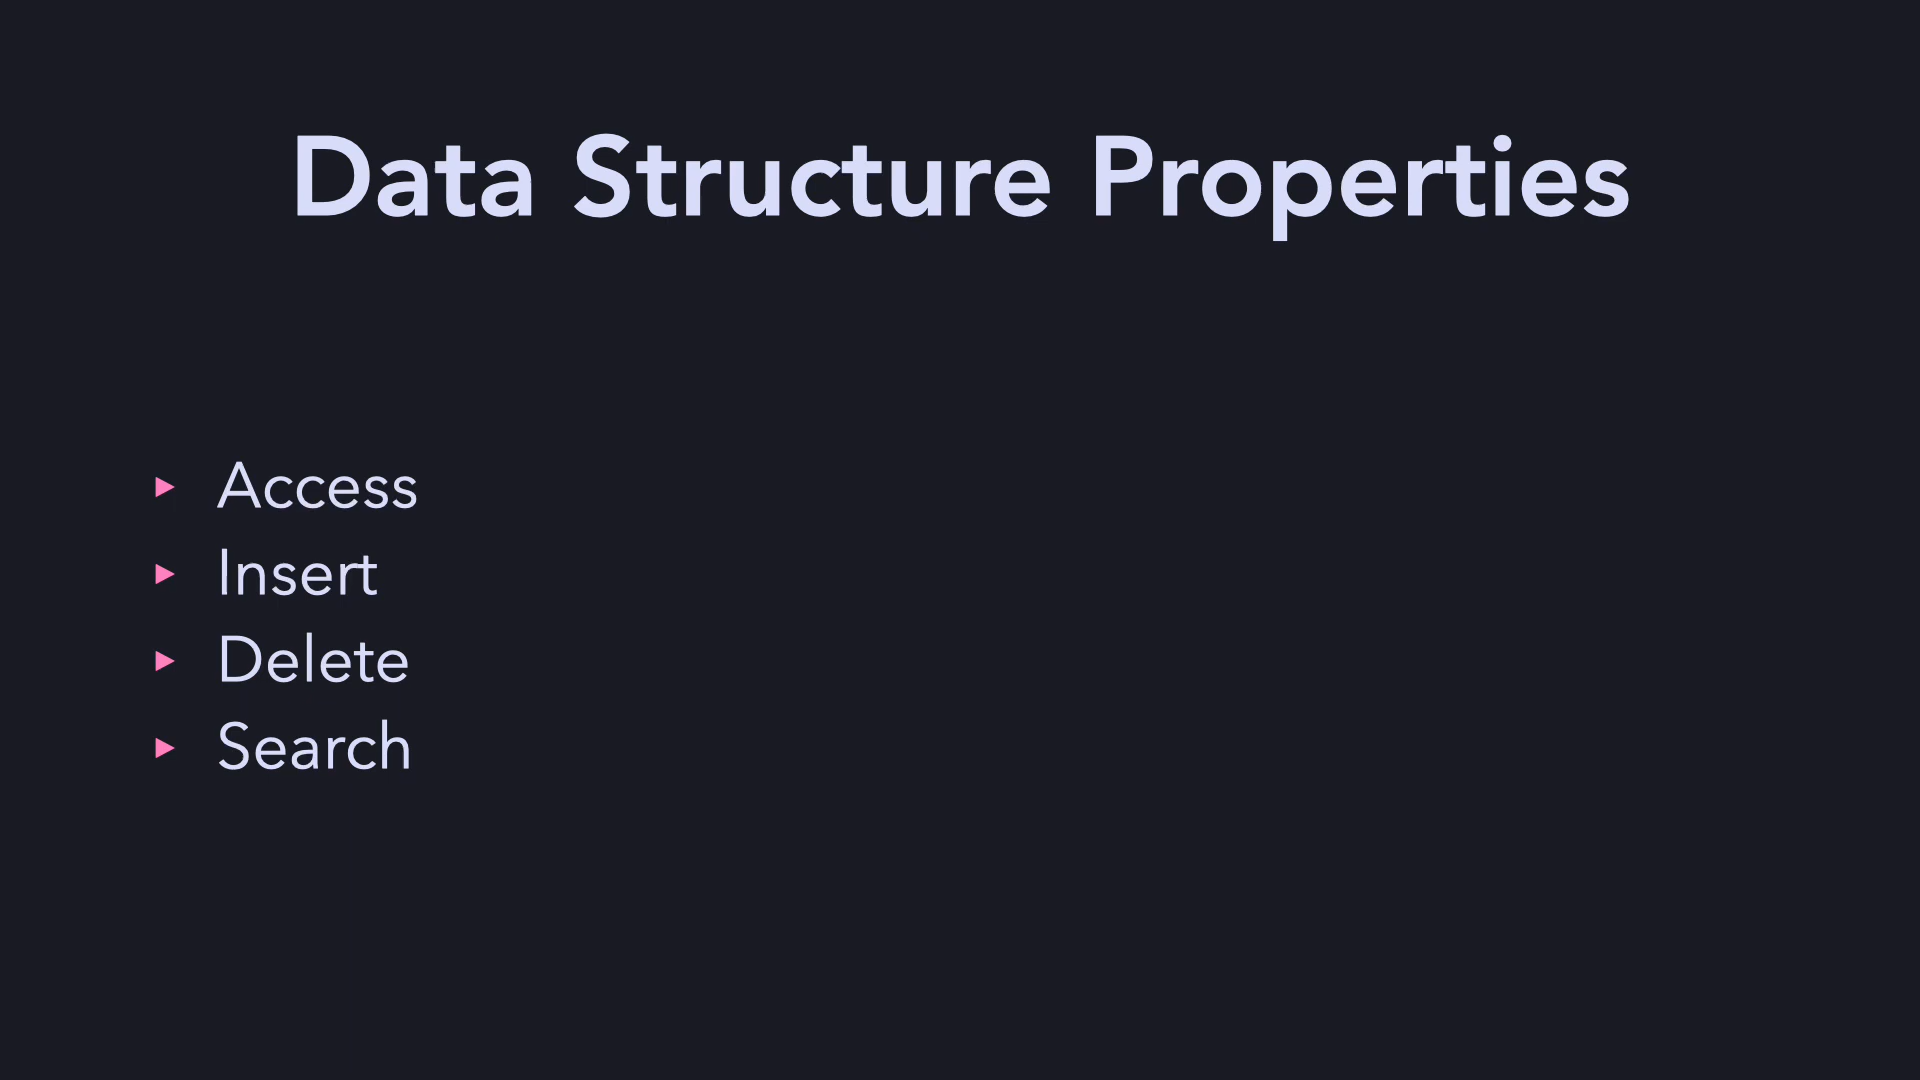 Data Structure Properties
▶ Access
▶ Insert
▶ Delete
▶ Search